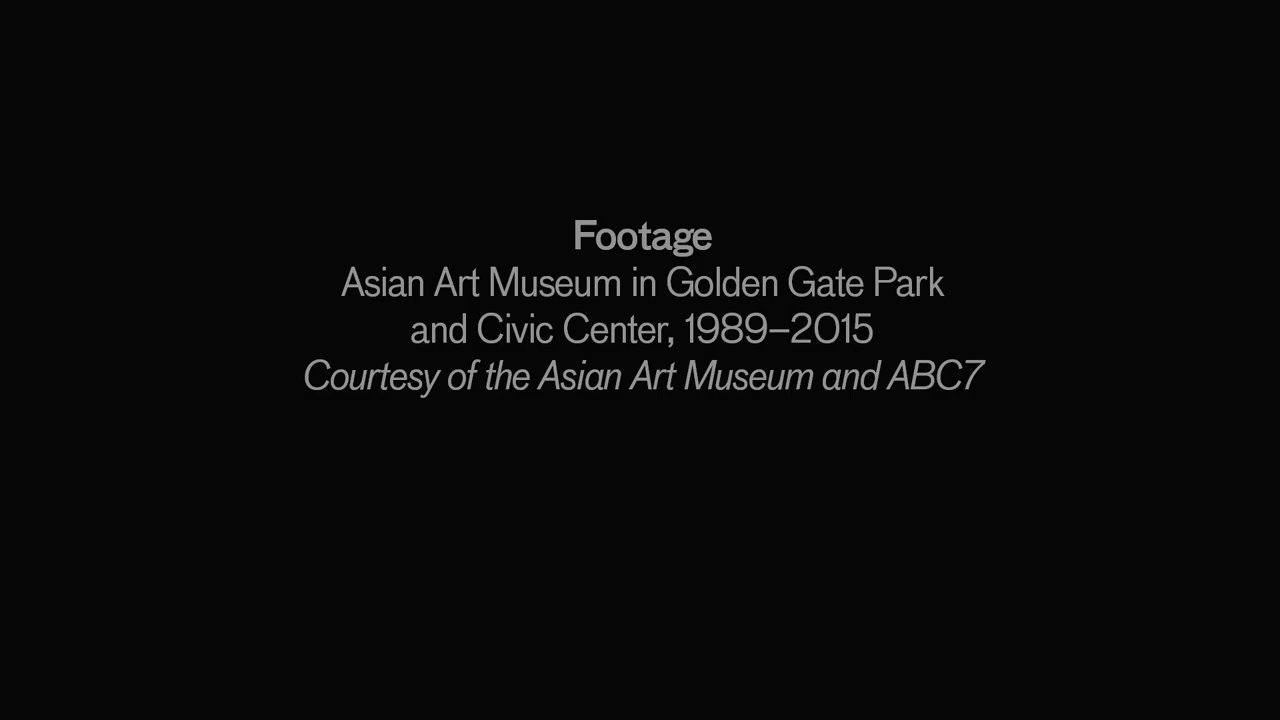 Footage
Asian Art Museum in Golden Gate Park
and Civic Center, 1989–2015
Courtesy of the Asian Art Museum and ABC7